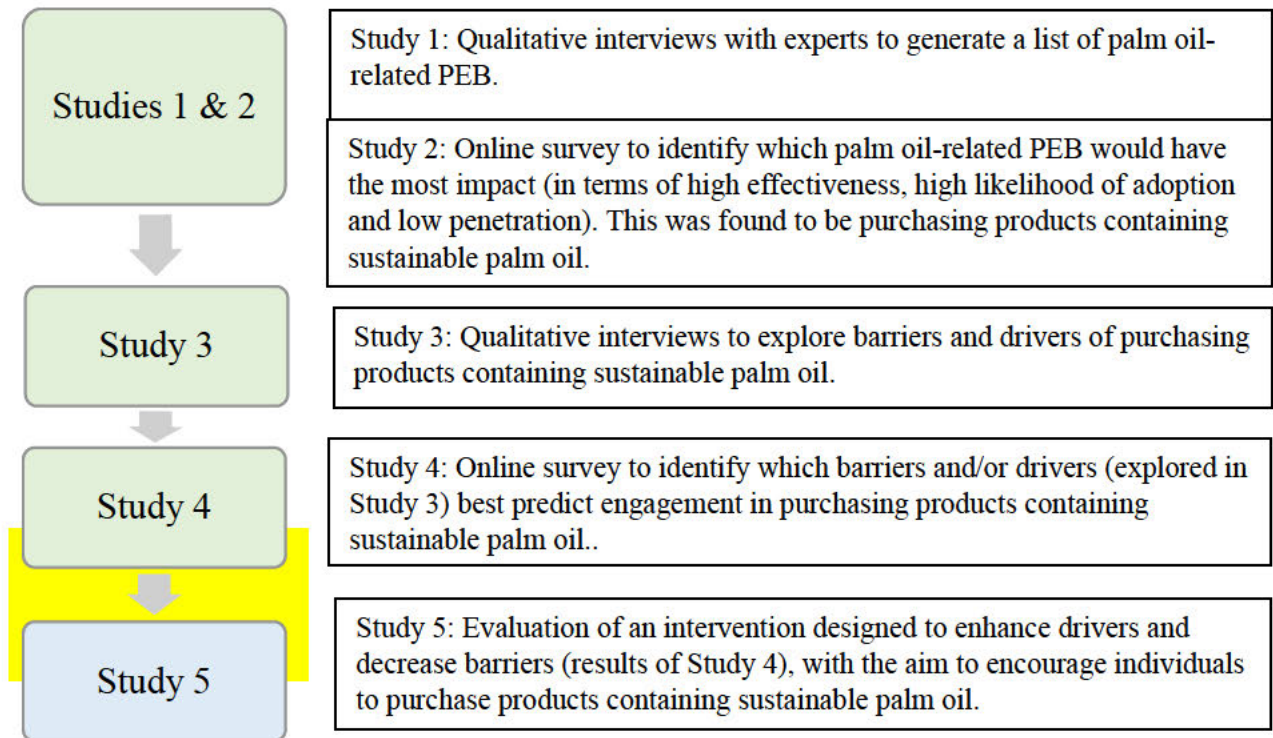 Studies 1 & 2
Study 1: Qualitative interviews with experts to generate a list of palm oil-
related PEB.
Study 2: Online survey to identify which palm oil-related PEB would have
the most impact (in terms of high effectiveness, high likelihood of adoption
and low penetration). This was found to be purchasing products containing
sustainable palm oil.
Study 3
Study 3: Qualitative interviews to explore barriers and drivers of purchasing
products containing sustainable palm oil.
Study 4
Study 4: Online survey to identify which barriers and/or drivers (explored in
Study 3) best predict engagement in purchasing products containing
sustainable palm oil..
Study 5
Study 5: Evaluation of an intervention designed to enhance drivers and
decrease barriers (results of Study 4), with the aim to encourage individuals
to purchase products containing sustainable palm oil.